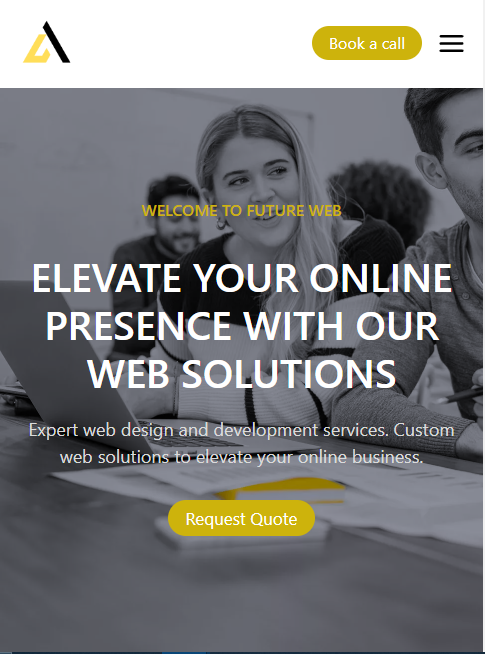 Book a call
WELCOME TO FUTURE WEB
ELEVATE YOUR ONLINE
PRESENCE WITH OUR
WEB SOLUTIONS
Expert web design and development services. Custom
web solutions to elevate your online business.
Request Quote